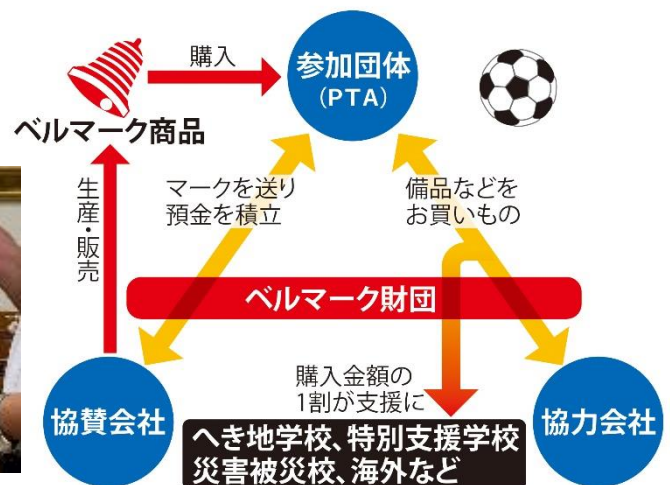 購入
参加団体
(PTA)
ベルマーク商品
生産・販売
マークを送り
預金を積立
備品などを
お買いもの
ベルマーク財団
購入金額の
1割が支援に
協賛会社
へき地学校、特別支援学校
災害被災校、海外など
協力会社